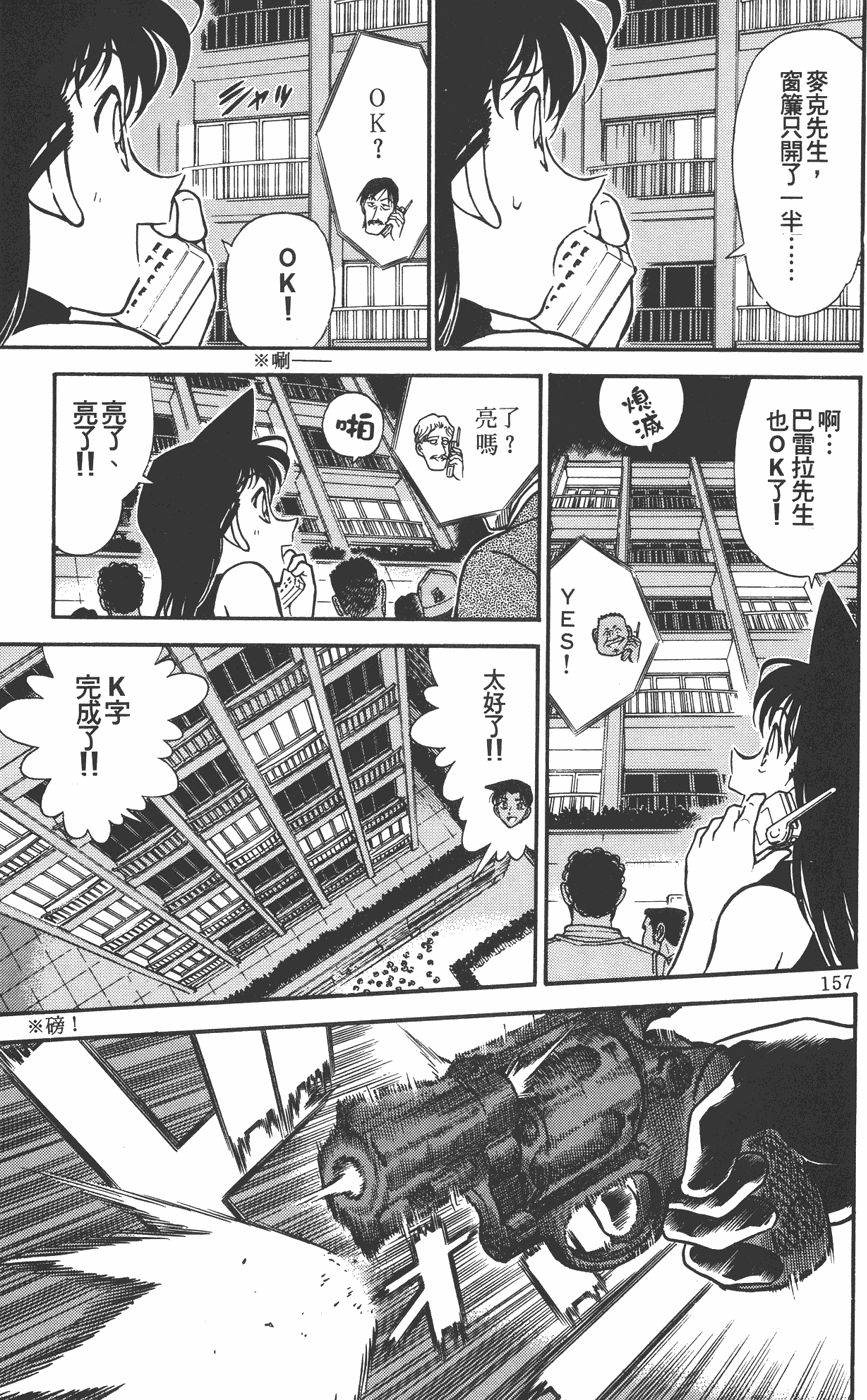 麥克先生，
窗簾只開了一半……
OK?
シャッ
OK!
※唰——
啊…
巴雷拉先生
也OK了!
熄滅
YES!
了?
亮嗎
啪
亮了、
亮了!!
太好了!!
K字
完成了!!
157
※磅!